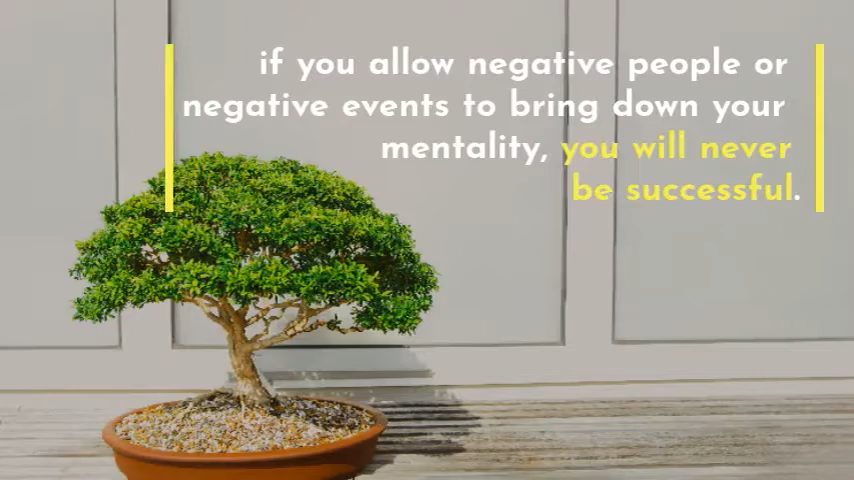 if you allow negative people or
negative events to bring down your
mentality, you will never
be successful.